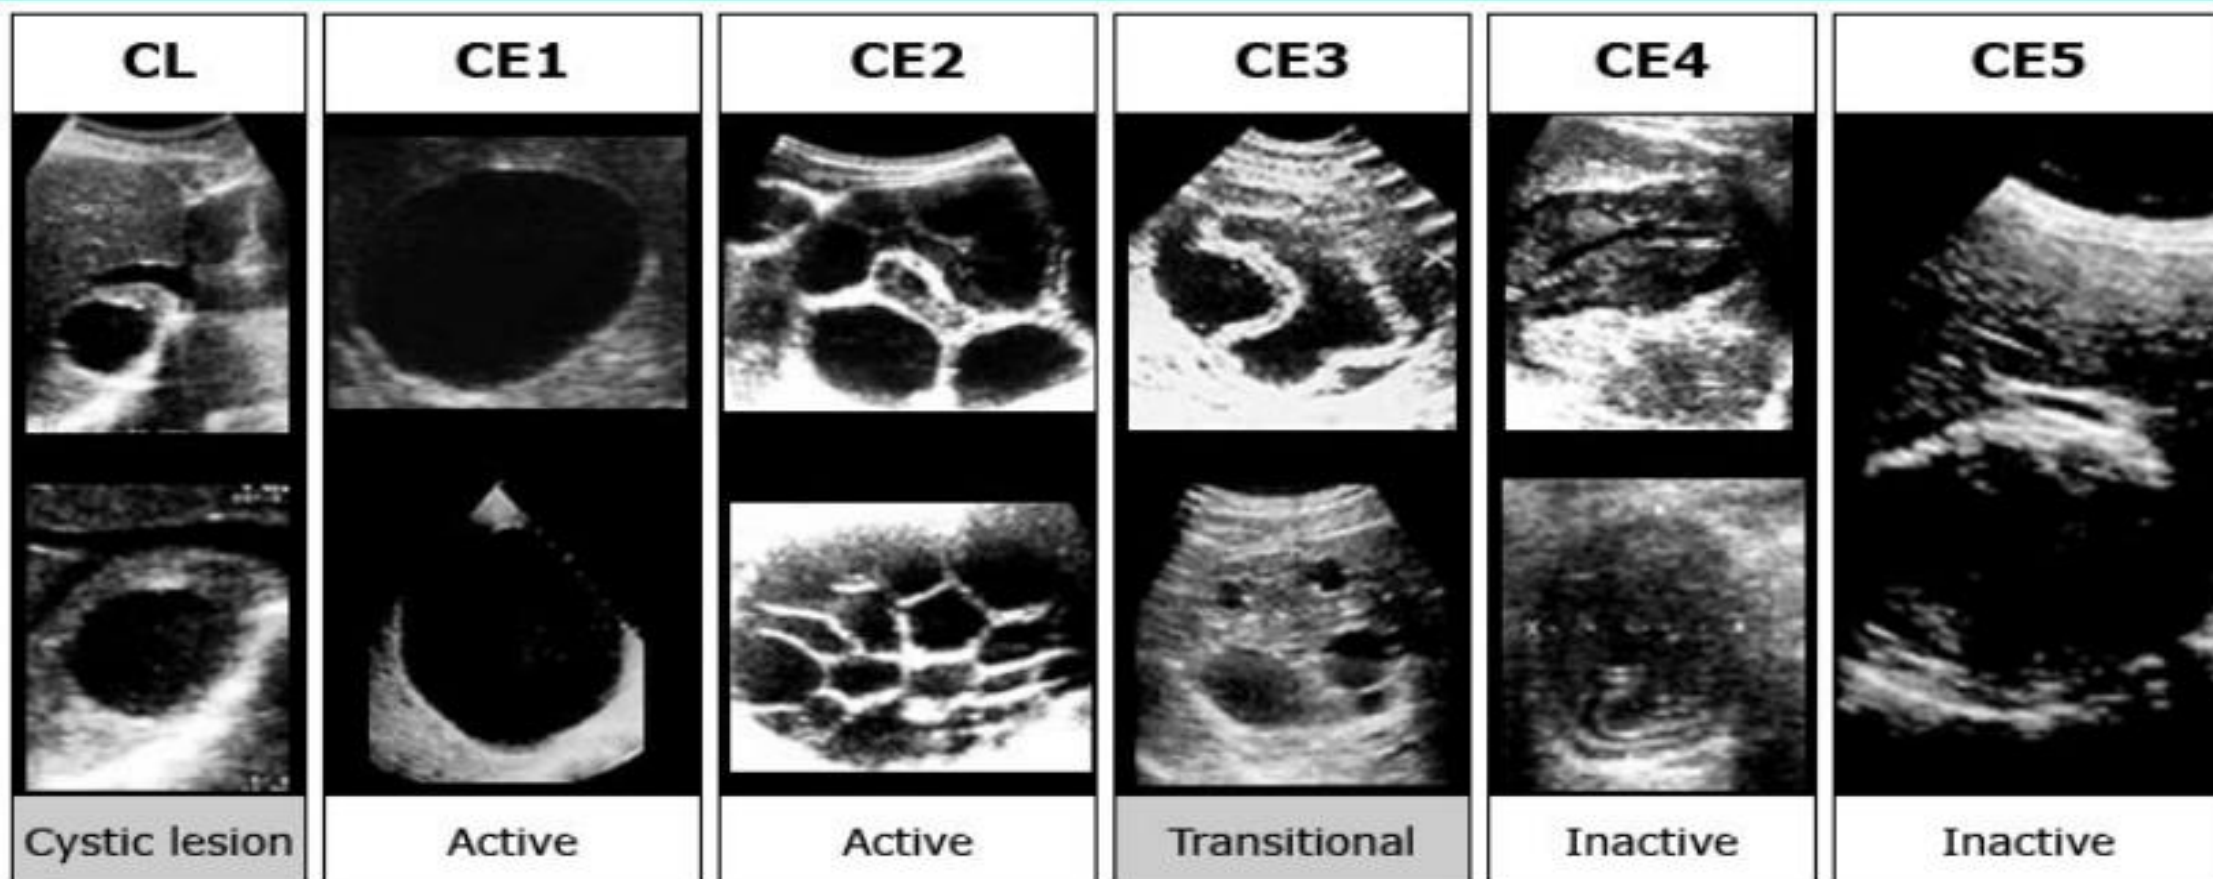 CL
CE1
CE2
CE3
CE4
CE5
Cystic lesion
Active
Active
Transitional
Inactive
Inactive